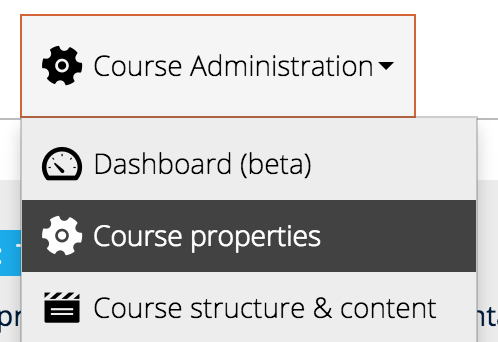 Course Administration
Dashboard (beta)
Course properties
Course structure & content